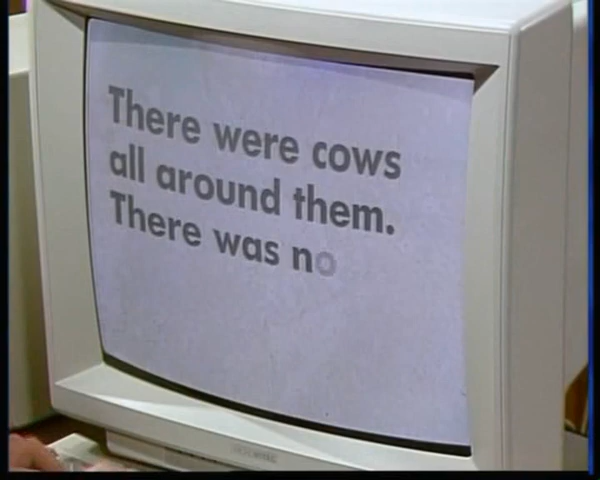 There were cows
all around them.
There was no